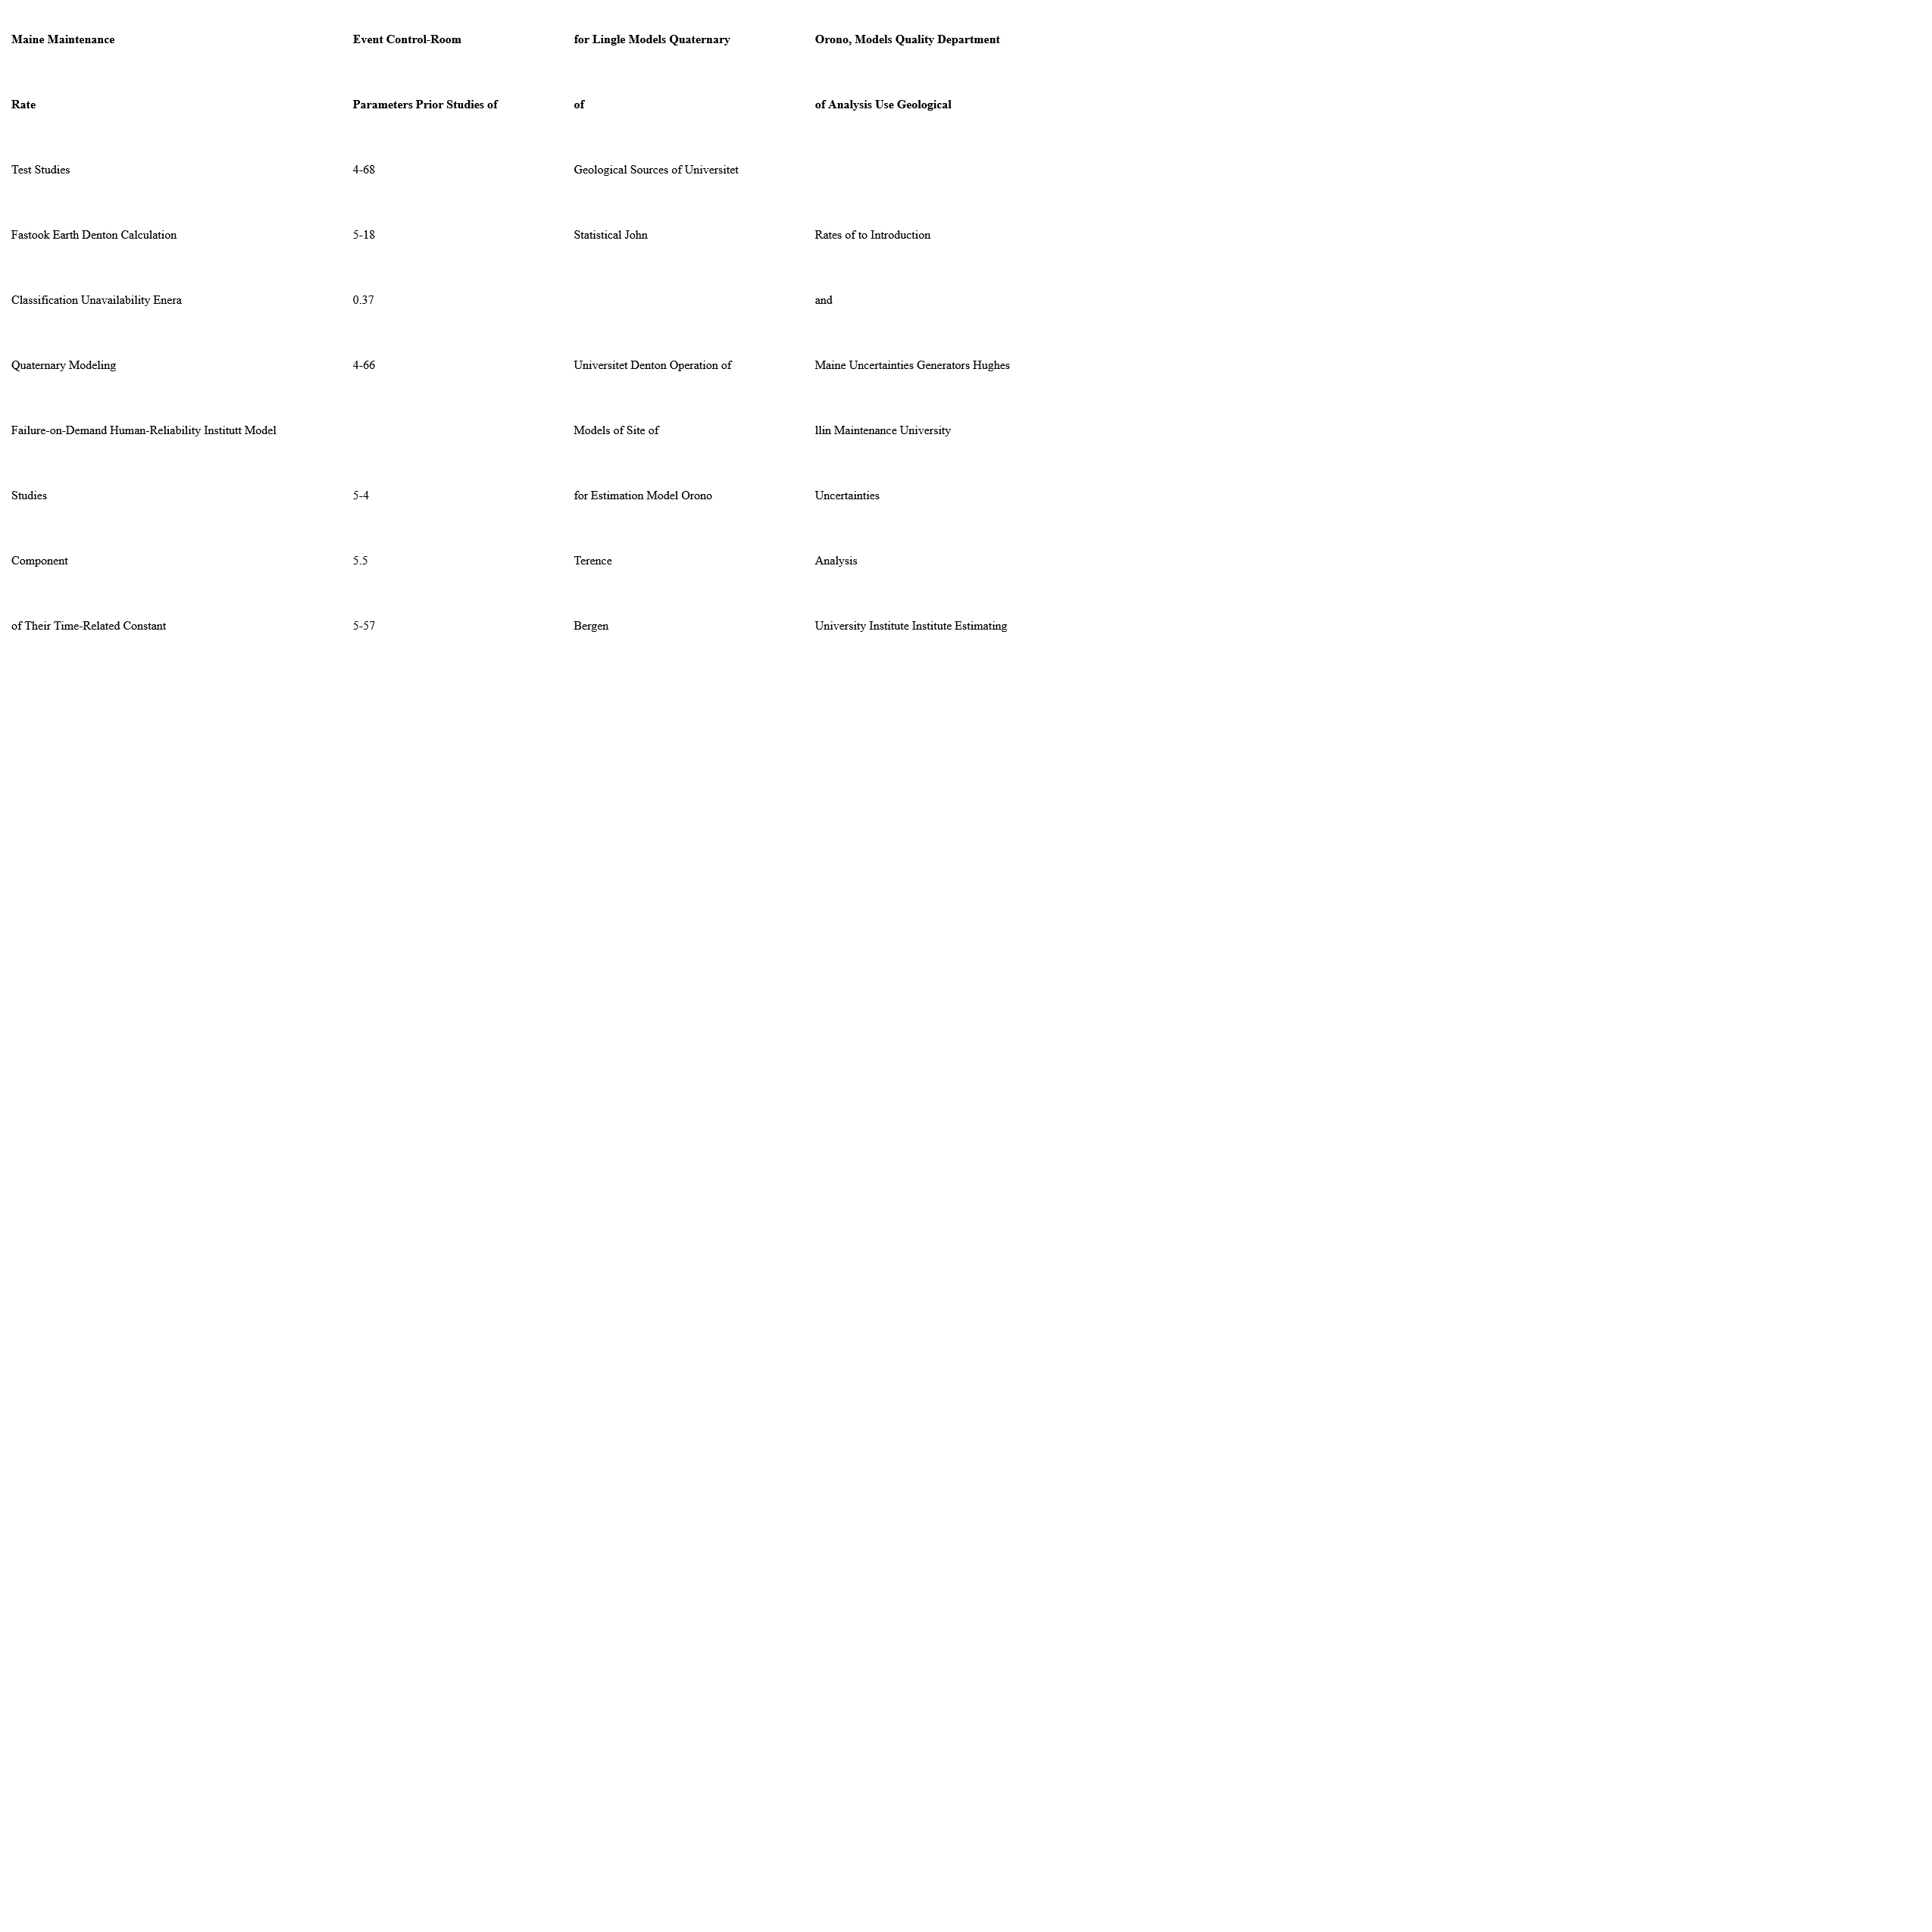 Maine Maintenance Event Control-Room for Lingle Models Quaternary Orono, Models Quality Department
Rate Parameters Prior Studies of of of Analysis Use Geological
Test Studies 4-68 Geological Sources of Universitet
Fastook Earth Denton Calculation 5-18 Statistical John Rates of to Introduction
Classification Unavailability Enera 0.37 and
Quaternary Modeling 4-66 Universitet Denton Operation of Maine Uncertainties Generators Hughes
Failure-on-Demand Human-Reliability Institutt Model Models of Site of llin Maintenance University
Studies 5-4 for Estimation Model Orono Uncertainties
Component 5.5 Terence Analysis
of Their Time-Related Constant 5-57 Bergen University Institute Institute Estimating